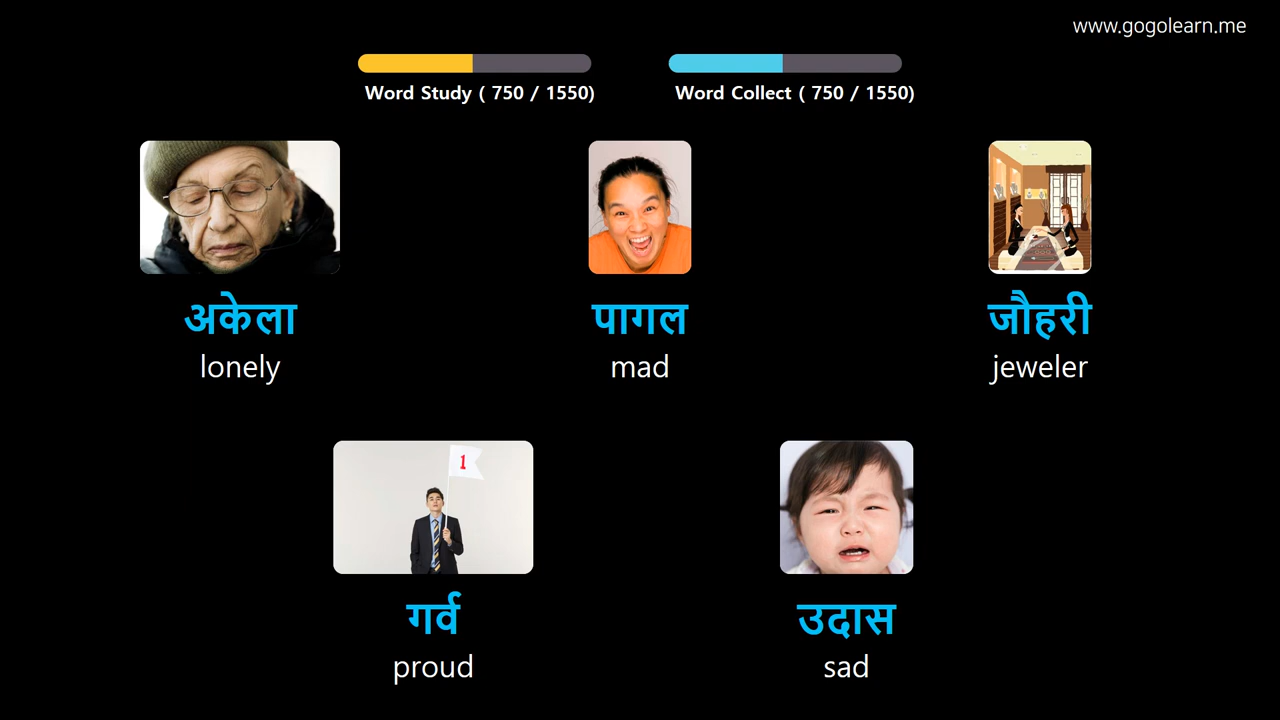 www.gogolearn.me
Word Study ( 750 / 1550)
Word Collect ( 750 / 1550)
अकेला
lonely
पागल
mad
जौहरी
jeweler
1
गर्व
proud
उदास
sad